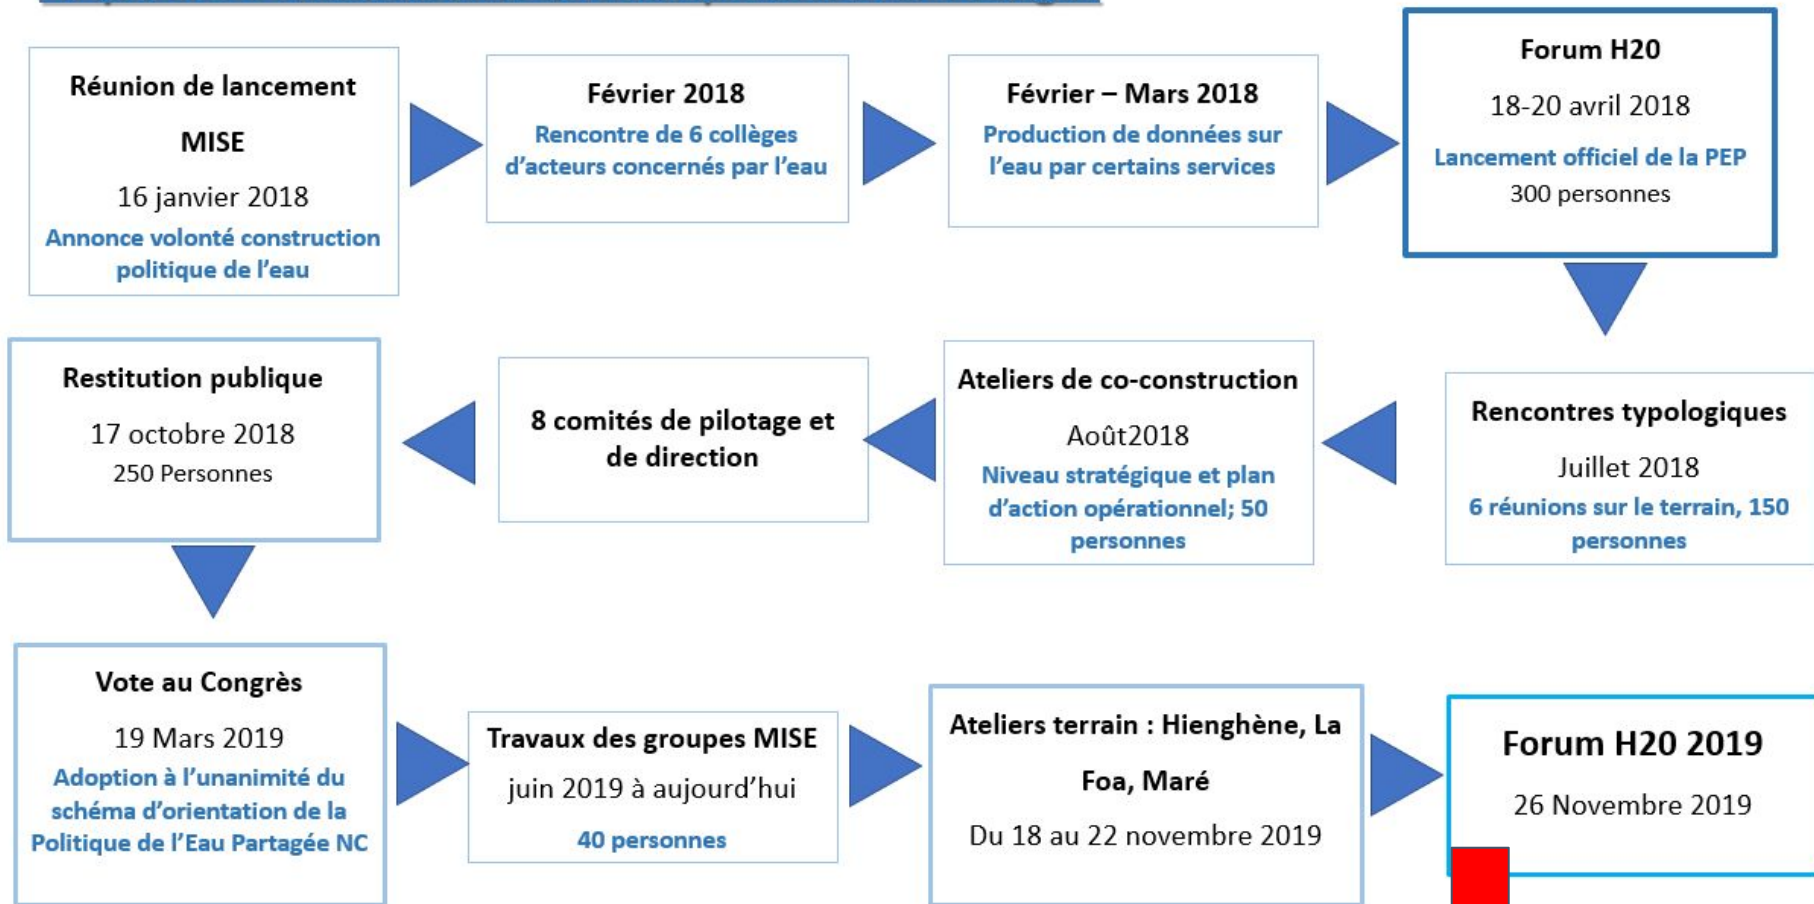 Réunion de lancement
MISE
16 janvier 2018
Annonce volonté construction
politique de l'eau
Février 2018
Rencontre de 6 collèges
d'acteurs concernés par l'eau
Février – Mars 2018
Production de données sur
l'eau par certains services
Forum H20
18-20 avril 2018
Lancement officiel de la PEP
300 personnes
Rencontres typologiques
Juillet 2018
6 réunions sur le terrain, 150
personnes
Ateliers de co-construction
Août2018
Niveau stratégique et plan
d'action opérationnel; 50
personnes
8 comités de pilotage et
de direction
Restitution publique
17 octobre 2018
250 Personnes
Vote au Congrès
19 Mars 2019
Adoption à l'unanimité du
schéma d'orientation de la
Politique de l'Eau Partagée NC
Travaux des groupes MISE
juin 2019 à aujourd'hui
40 personnes
Ateliers terrain : Hienghène, La
Foa, Maré
Du 18 au 22 novembre 2019
Forum H20 2019
26 Novembre 2019